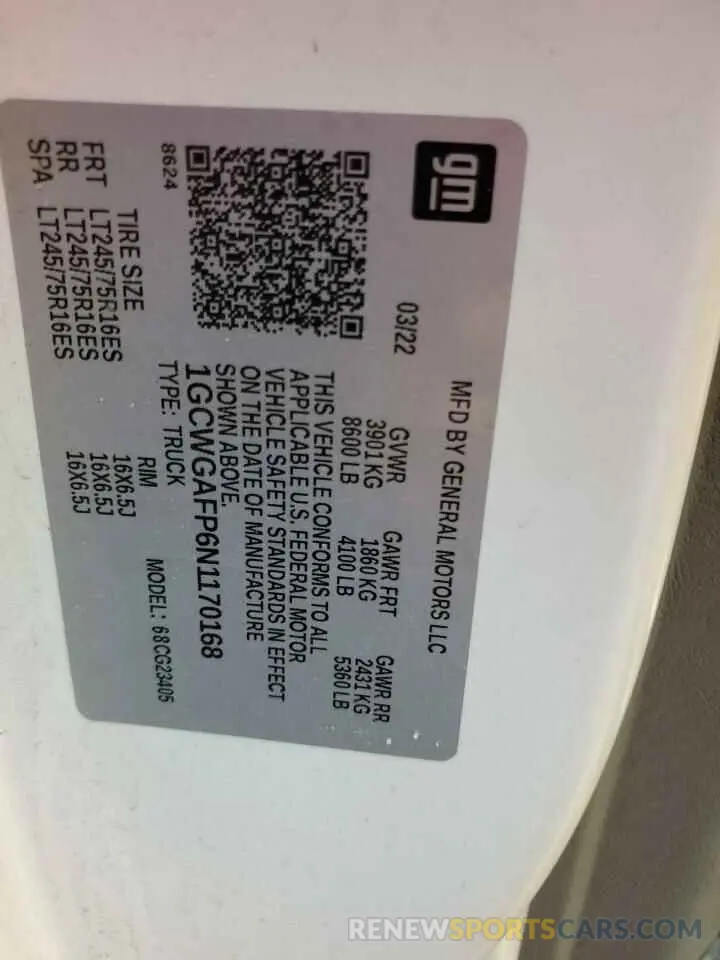 gm
MFD BY GENERAL MOTORS LLC
03/22
GVWR GAWR FRT GAWR RR
3901 KG 1860 KG 2431 KG
8600 LB 4100 LB 5360 LB
THIS VEHICLE CONFORMS TO ALL
APPLICABLE U.S. FEDERAL MOTOR
VEHICLE SAFETY STANDARDS IN EFFECT
ON THE DATE OF MANUFACTURE
SHOWN ABOVE.
1GCWGAFP6N1170168
8624
TYPE: TRUCK MODEL: 68CG23405
TIRE SIZE RIM
FRT LT245/75R16ES 16X6.5J
RR LT245/75R16ES 16X6.5J
SPA LT245/75R16ES 16X6.5J
RENEWSPORTSCARS.COM